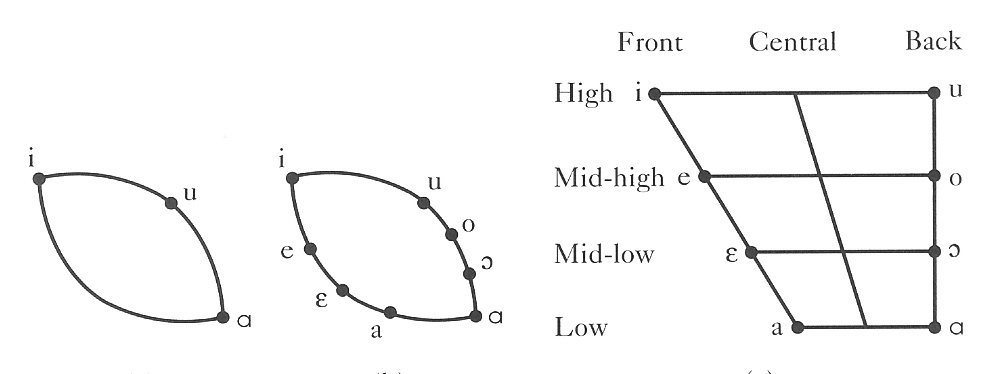 i
u
ɑ
i
u
e
o
ɛ
ɔ
a
ɑ
Front Central Back
High i u
Mid-high e o
Mid-low ɛ ɔ
Low a ɑ